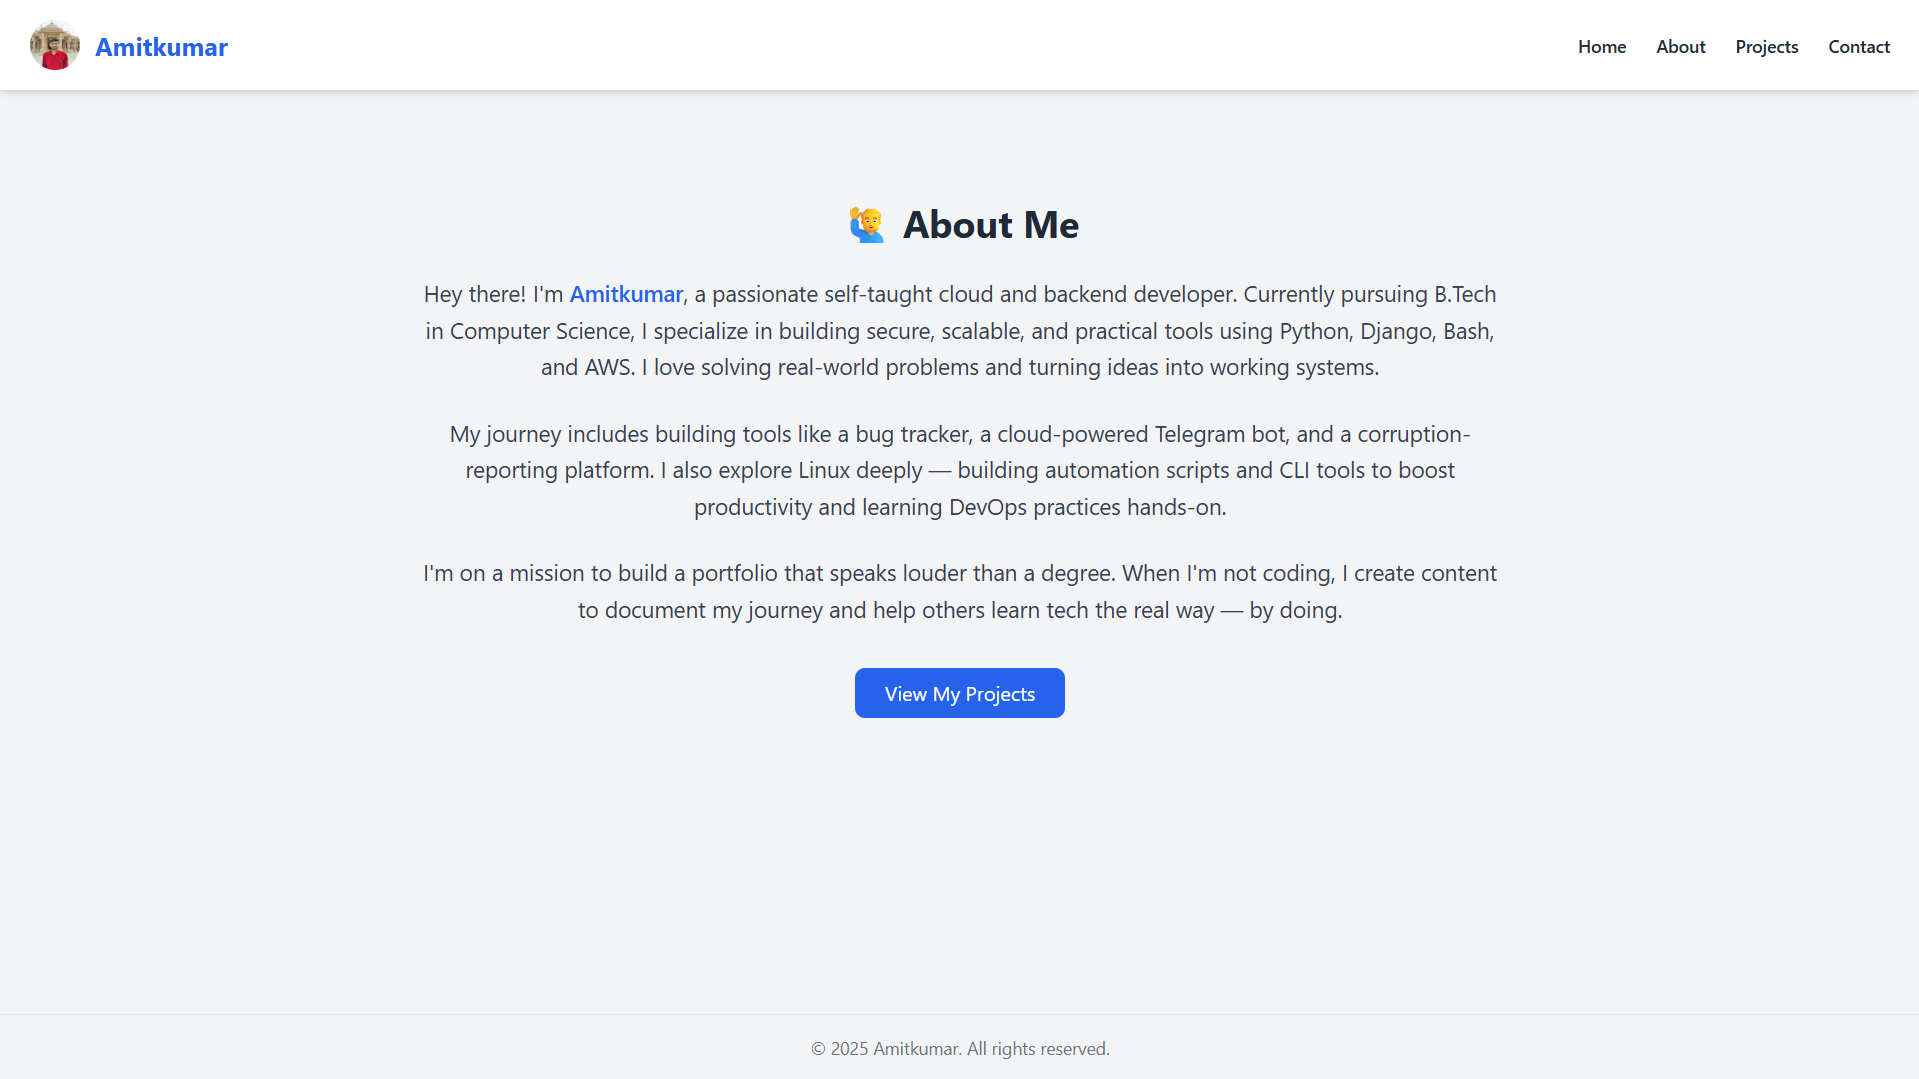 Amitkumar
Home About Projects Contact
🙋‍♂️ About Me
Hey there! I'm Amitkumar, a passionate self-taught cloud and backend developer. Currently pursuing B.Tech
in Computer Science, I specialize in building secure, scalable, and practical tools using Python, Django, Bash,
and AWS. I love solving real-world problems and turning ideas into working systems.
My journey includes building tools like a bug tracker, a cloud-powered Telegram bot, and a corruption-
reporting platform. I also explore Linux deeply — building automation scripts and CLI tools to boost
productivity and learning DevOps practices hands-on.
I'm on a mission to build a portfolio that speaks louder than a degree. When I'm not coding, I create content
to document my journey and help others learn tech the real way — by doing.
View My Projects
© 2025 Amitkumar. All rights reserved.